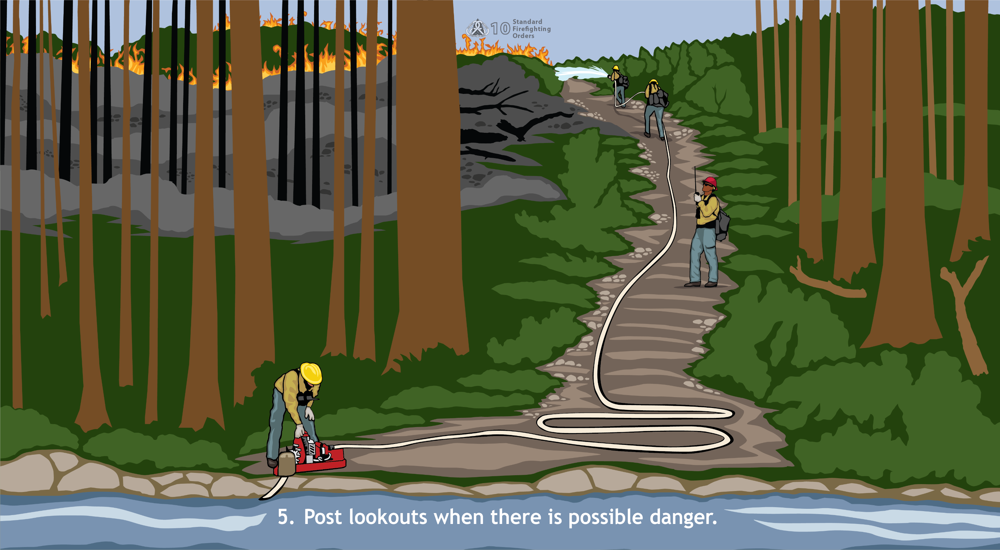 10
Standard
Firefighting
Orders
5. Post lookouts when there is possible danger.